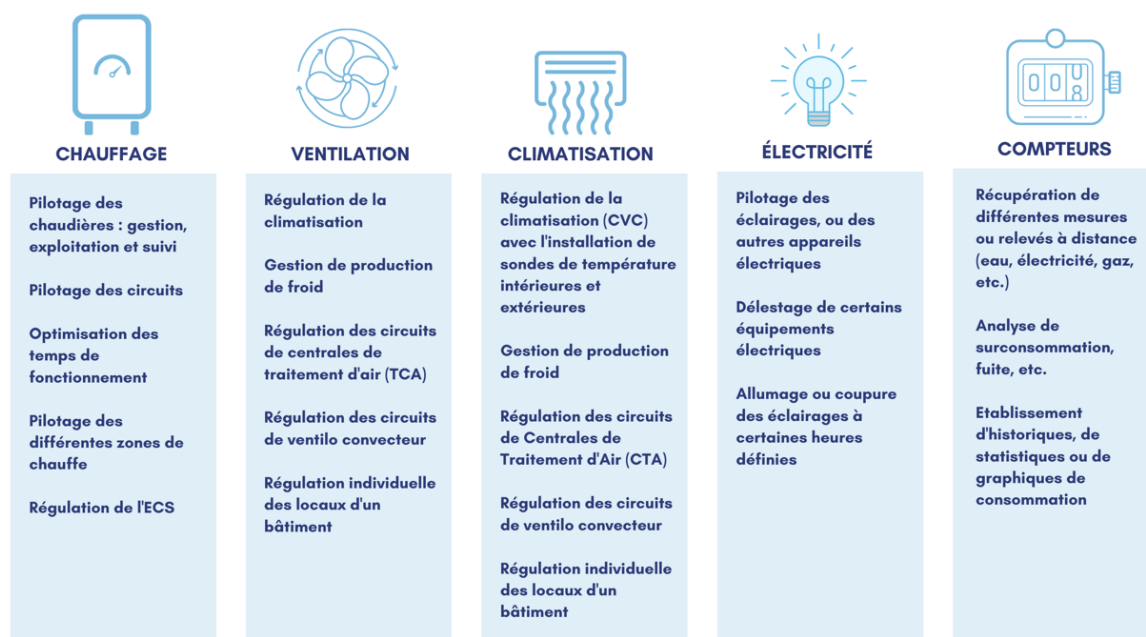 CHAUFFAGE
Pilotage des
chaudières : gestion,
exploitation et suivi
Pilotage des circuits
Optimisation des
temps de
fonctionnement
Pilotage des
différentes zones de
chauffe
Régulation de l'ECS
VENTILATION
Régulation de la
climatisation
Gestion de production
de froid
Régulation des circuits
de centrales de
traitement d'air (TCA)
Régulation des circuits
de ventilo convecteur
Régulation individuelle
des locaux d'un
bâtiment
CLIMATISATION
Régulation de la
climatisation (CVC)
avec l'installation de
sondes de température
intérieures et
extérieures
Gestion de production
de froid
Régulation des circuits
de Centrales de
Traitement d'Air (CTA)
Régulation des circuits
de ventilo convecteur
Régulation individuelle
des locaux d'un
bâtiment
ÉLECTRICITÉ
Pilotage des
éclairages, ou des
autres appareils
électriques
Délestage de certains
équipements
électriques
Allumage ou coupure
des éclairages à
certaines heures
définies
COMPTEURS
Récupération de
différentes mesures
ou relevés à distance
(eau, électricité, gaz,
etc.)
Analyse de
surconsommation,
fuite, etc.
Etablissement
d'historiques, de
statistiques ou de
graphiques de
consommation